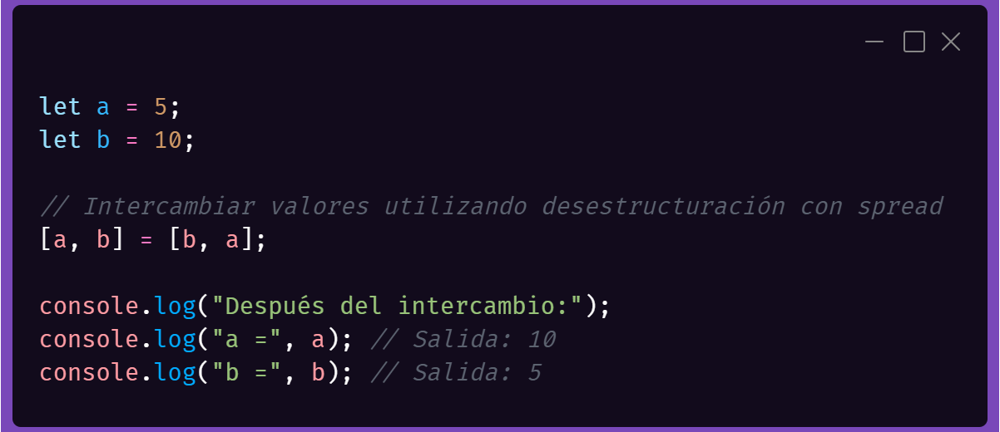 let a = 5;
let b = 10;
// Intercambiar valores utilizando desestructuración con spread
[a, b] = [b, a];
console.log("Después del intercambio:");
console.log("a =", a); // Salida: 10
console.log("b =", b); // Salida: 5